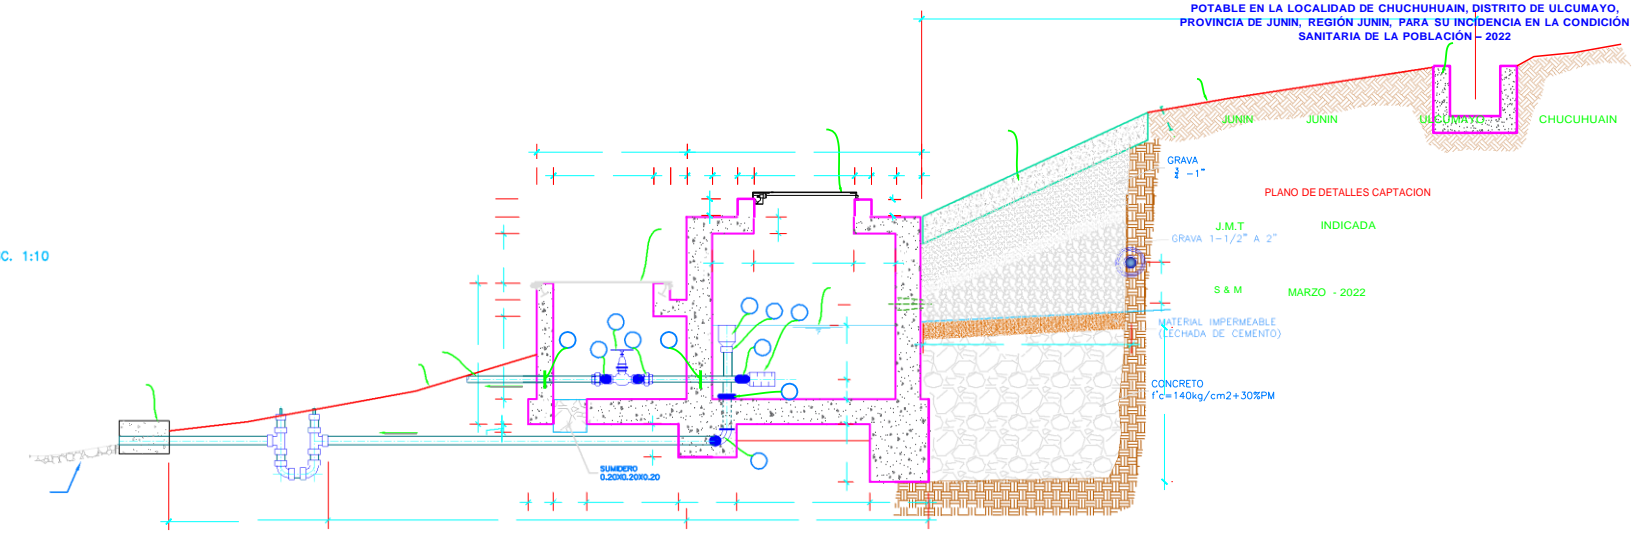 POTABLE EN LA LOCALIDAD DE CHUCHUHUAIN, DISTRITO DE ULCUMAYO,
PROVINCIA DE JUNIN, REGIÓN JUNIN, PARA SU INCIDENCIA EN LA CONDICIÓN
SANITARIA DE LA POBLACIÓN - 2022
JUNIN JUNIN ULCUMAYO CHUCUHUAIN
GRAVA
¾" -1"
PLANO DE DETALLES CAPTACION
J.M.T INDICADA
GRAVA 1-1/2" A 2"
C. 1:10
S & M MARZO - 2022
MATERIAL IMPERMEABLE
(LECHADA DE CEMENTO)
CONCRETO
f'c=140kg/cm2+30%PM
SUMIDERO
0.20X0.20X0.20